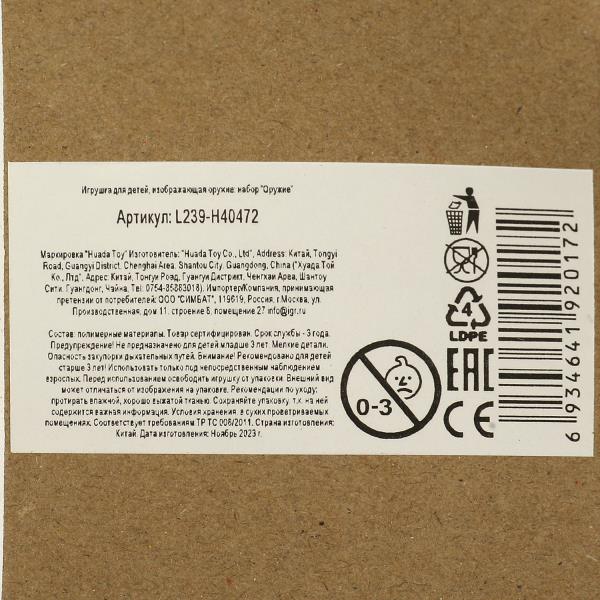 Игрушка для детей, изображающая оружие: набор "Оружие"
Артикул: L239-H40472
Маркировка "Huada Toy" Изготовитель: "Huada Toy Co., Ltd", Address: Китай, Tongyi
Road, Guangyi District, Chenghai Area, Shantou City, Guangdong, China ("Хуада Той
Ко., Лтд", Адрес: Китай, Тонгуи Роэд, Гуангуи Дистрикт, Ченгхаи Арва, Шантоу
Сити, Гуангдонг, Чайна, Tel: 0754-85883018). Импортер/Компания, принимающая
претензии от потребителей: ООО "СИМБАТ", 119619, Россия, г.Москва, ул.
Производственная, дом 11, строение 6, помещение 27 info@igr.ru
Состав: полимерные материалы. Товар сертифицирован. Срок службы - 3 года.
Предупреждение! Не предназначено для детей младше 3 лет. Мелкие детали.
Опасность закупорки дыхательных путей. Внимание! Рекомендовано для детей
старше 3 лет! Использовать только под непосредственным наблюдением
взрослых. Перед использованием освободить игрушку от упаковки. Внешний вид
может отличаться от изображения на упаковке. Рекомендации по уходу:
протирать влажной, хорошо выжатой тканью. Сохраняйте упаковку, т.к. на ней
содержится важная информация. Условия хранения: в сухих проветриваемых
помещениях. Соответствует требованиям ТР ТС 008/2011. Страна изготовления:
Китай. Дата изготовления: Ноябрь 2023 г.
0-3
4
LDPE
EAC
CE
6 934641 920172